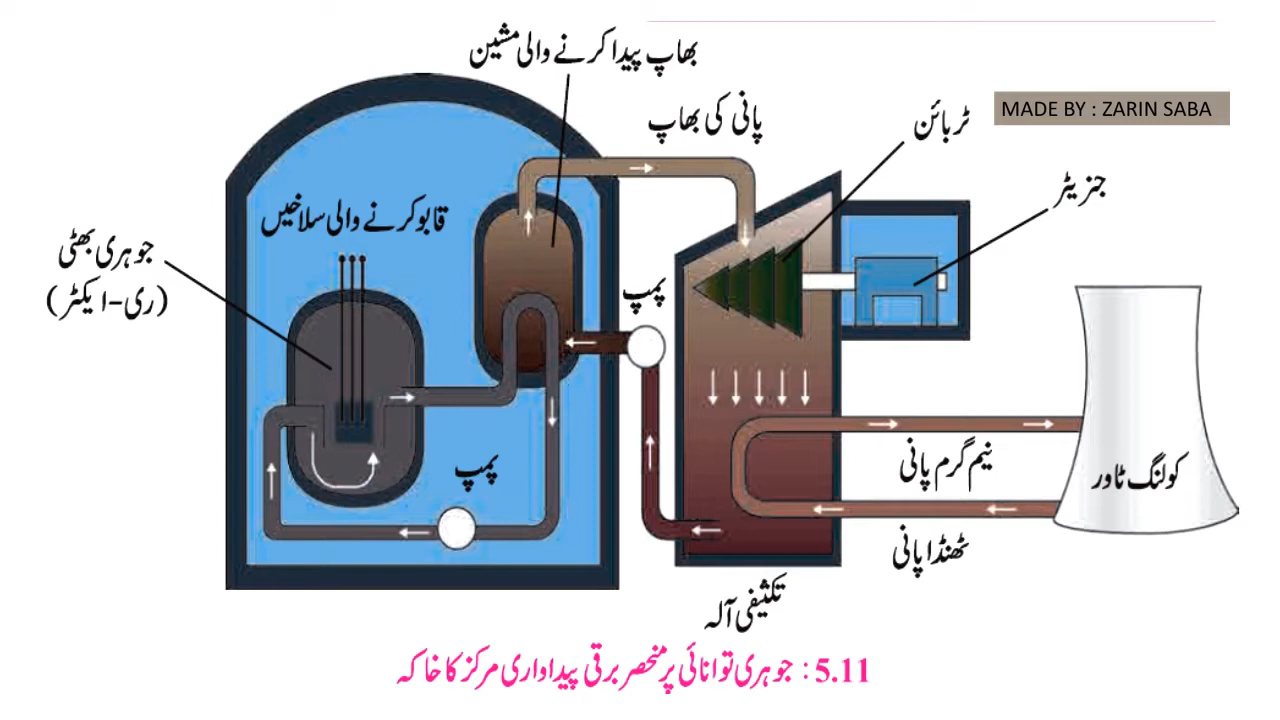 بھاپ پیدا کرنے والی مشین
پانی کی بھاپ
ٹربائن
MADE BY : ZARIN SABA
جنریٹر
قابو کرنے والی سلاخیں
جوہری بھٹی
(ری-ایکٹر)
پمپ
پمپ
نیم گرم پانی
کولنگ ٹاور
ٹھنڈا پانی
تکثیفی آلہ
5.11 : جوہری توانائی پر منحصر برقی پیداواری مرکز کا خاکہ